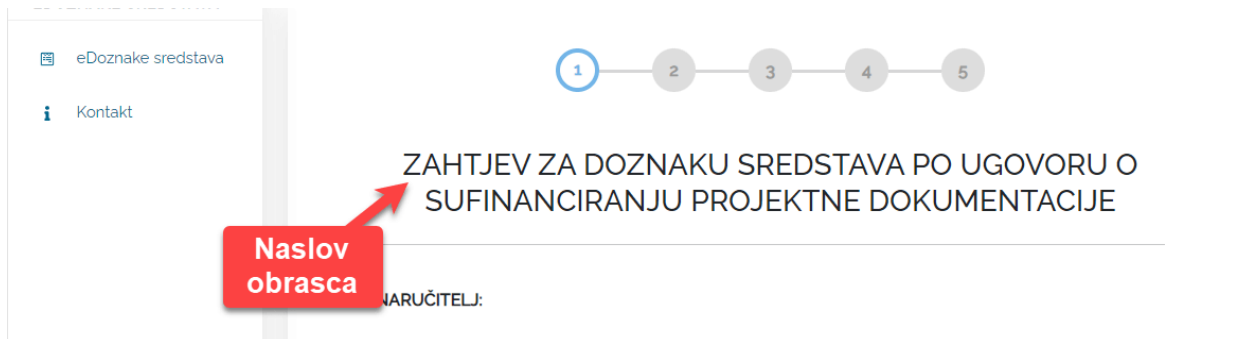 eDoznake sredstava
Kontakt
1 2 3 4 5
ZAHTJEV ZA DOZNAKU SREDSTAVA PO UGOVORU O
SUFINANCIRANJU PROJEKTNE DOKUMENTACIJE
Naslov
obrasca
NARUČITELJ: